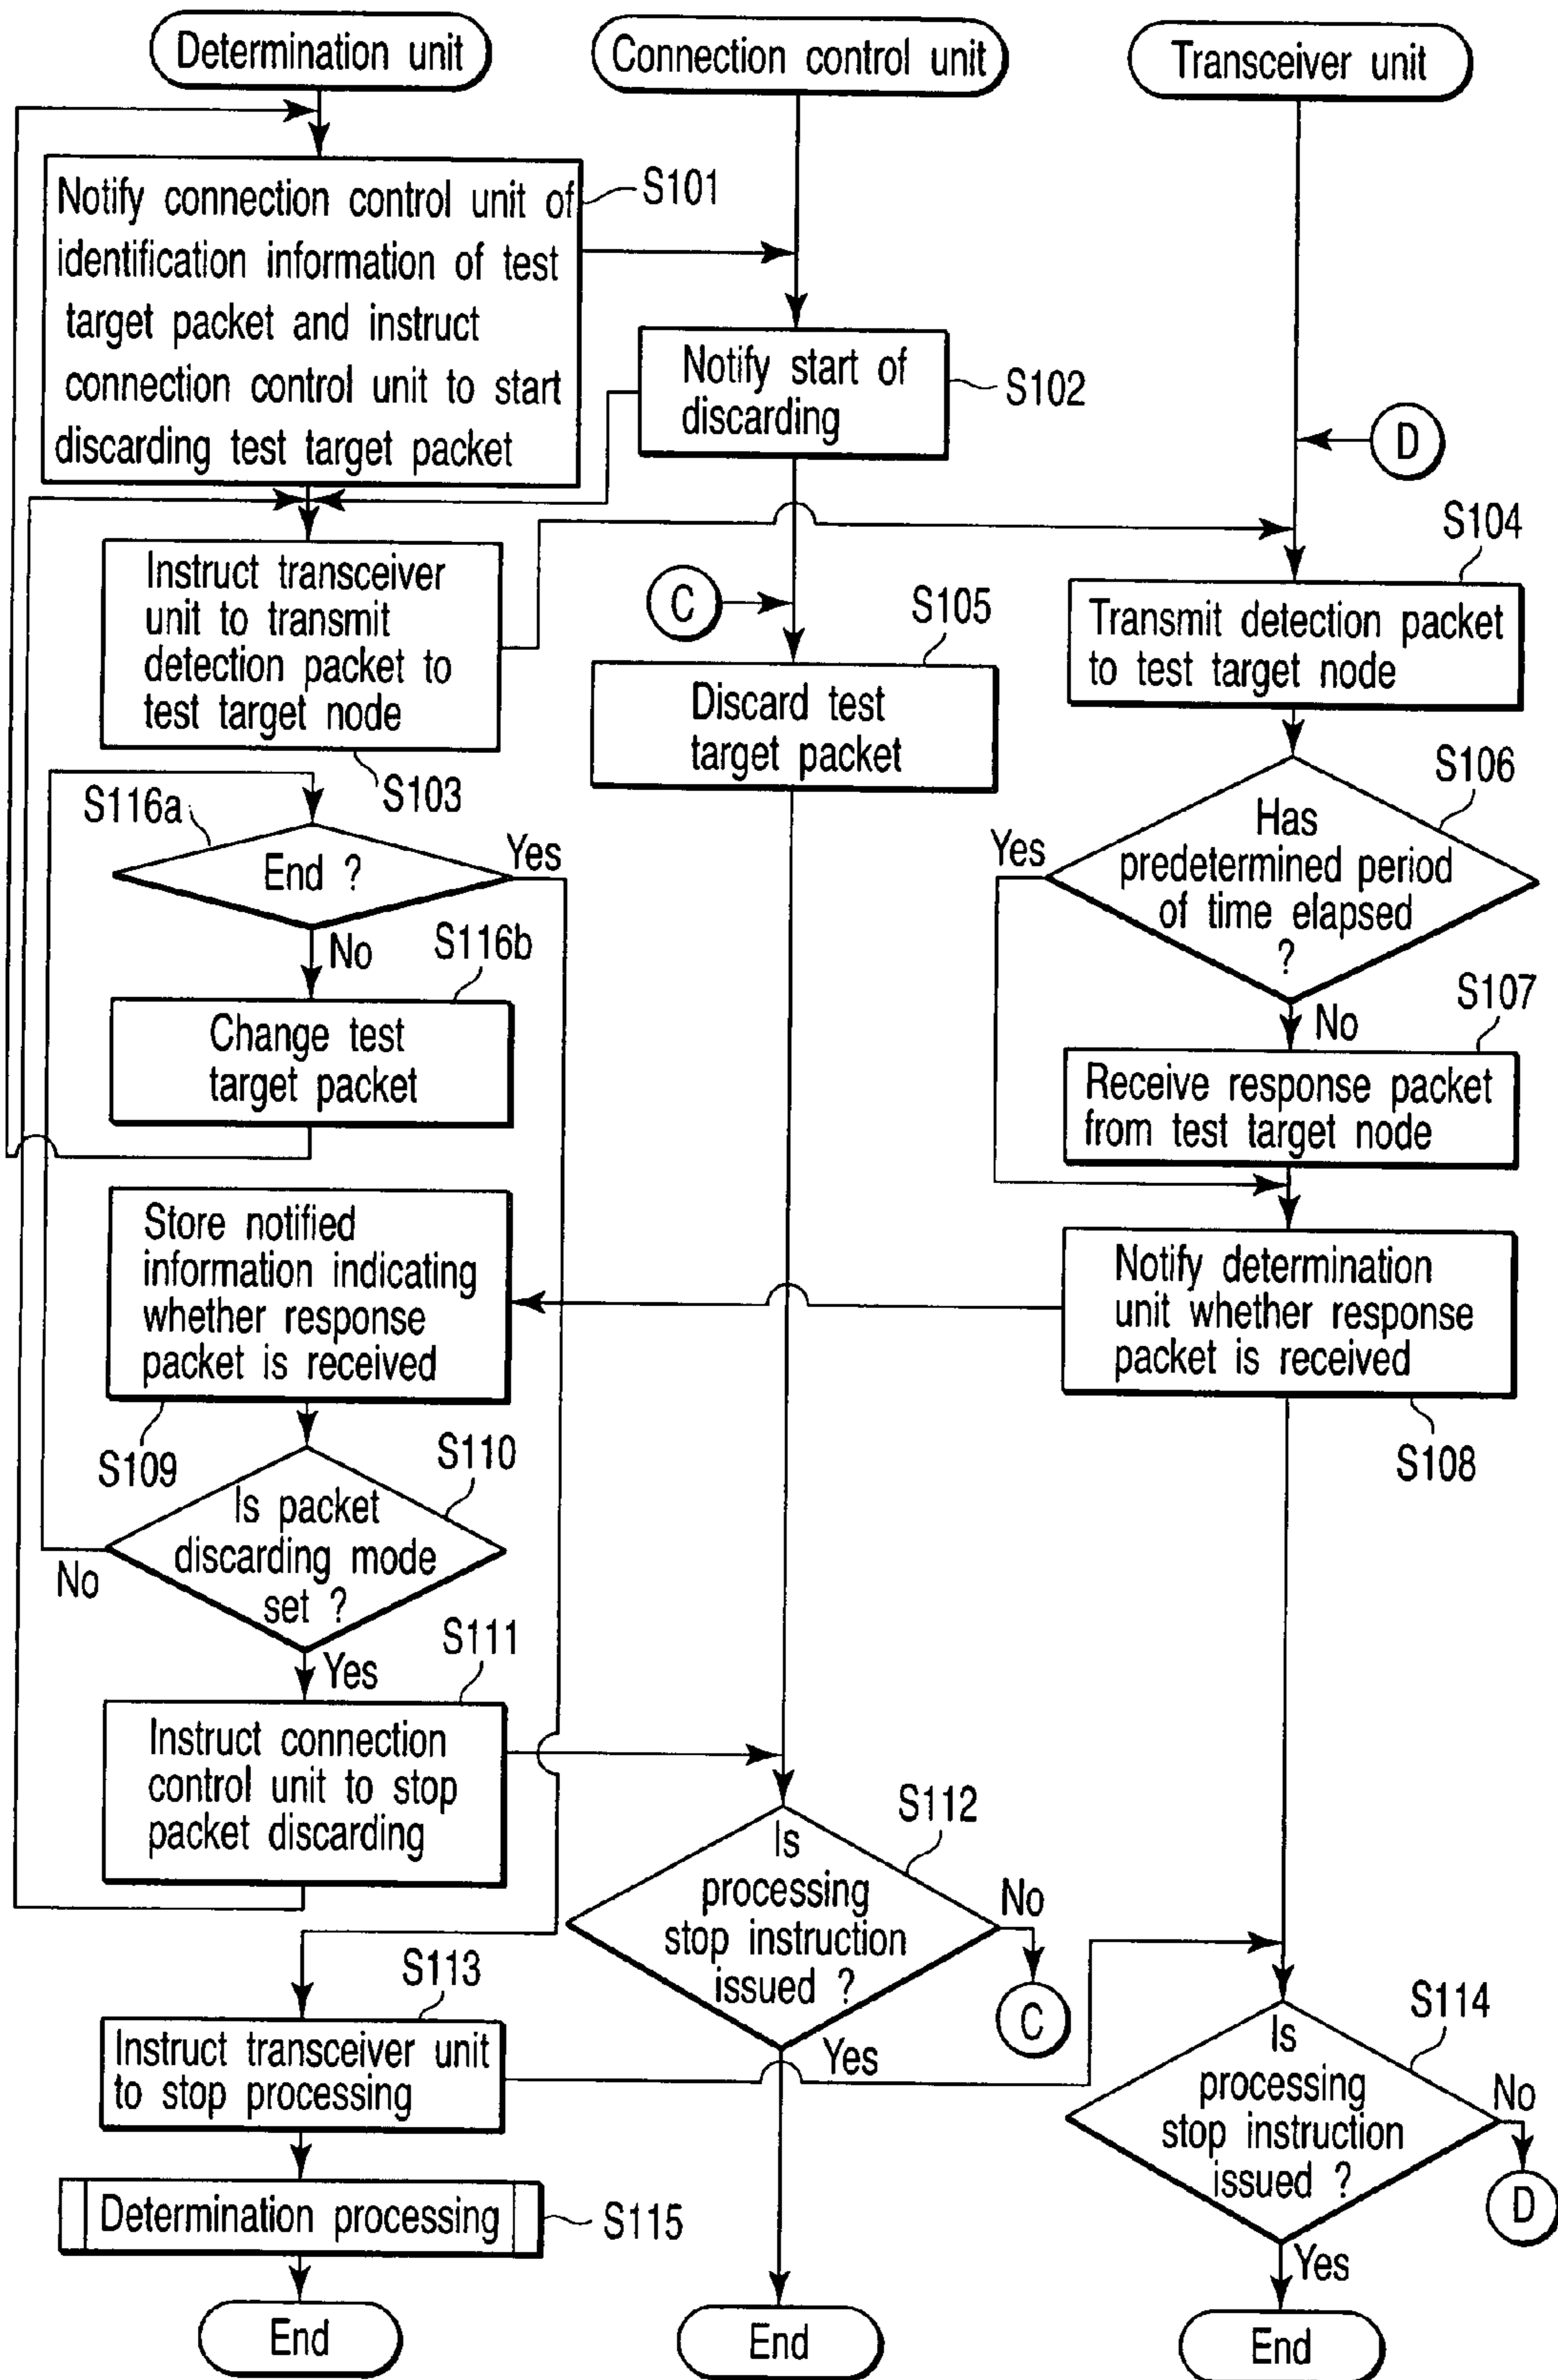 Determination unit
Connection control unit
Transceiver unit
Notify connection control unit of
identification information of test
target packet and instruct
connection control unit to start
discarding test target packet
S101
Notify start of
discarding
S102
D
Instruct transceiver
unit to transmit
detection packet to
test target node
S103
C
S105
Discard test
target packet
S104
Transmit detection packet
to test target node
S116a
End ?
Yes
No
S116b
Change test
target packet
S106
Has
predetermined period
of time elapsed
?
Yes
No
S107
Receive response packet
from test target node
Store notified
information indicating
whether response
packet is received
S109
Notify determination
unit whether response
packet is received
S108
S110
Is packet
discarding mode
set ?
No
Yes
S111
Instruct connection
control unit to stop
packet discarding
S112
Is
processing
stop instruction
issued ?
No
C
Yes
S113
Instruct transceiver unit
to stop processing
S114
Is
processing
stop instruction
issued ?
No
D
Yes
Determination processing
S115
End
End
End